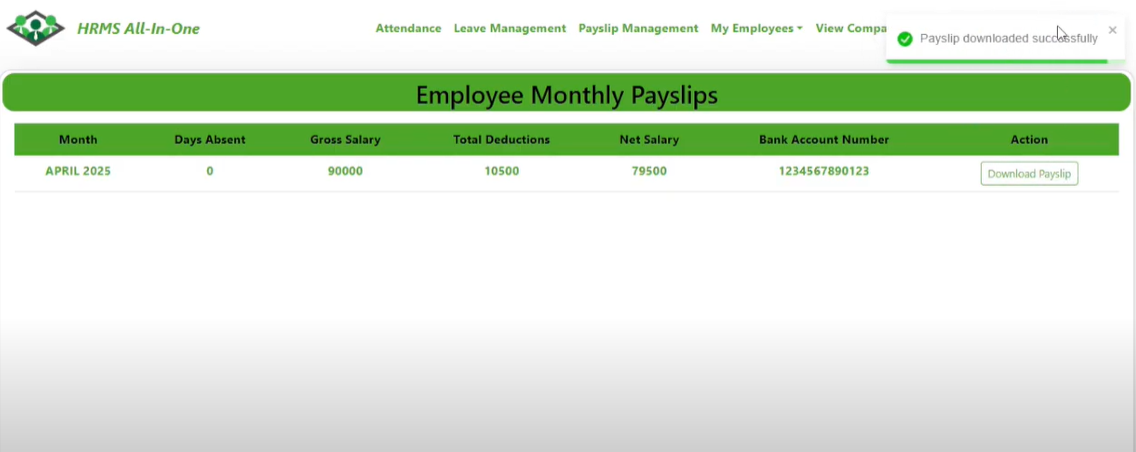 HRMS All-In-One
Attendance Leave Management Payslip Management My Employees View Compa
Payslip downloaded successfully
Employee Monthly Payslips
Month Days Absent Gross Salary Total Deductions Net Salary Bank Account Number Action
APRIL 2025 0 90000 10500 79500 1234567890123 Download Payslip